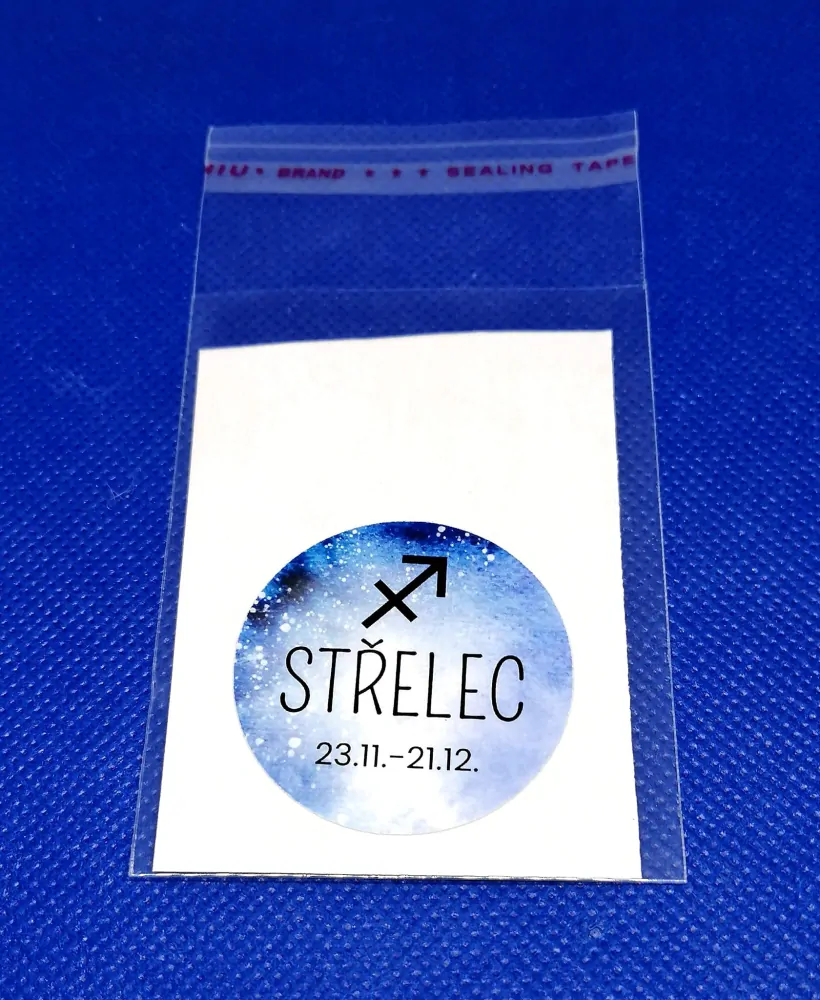 BRAND * * * SEALING TAPE
STŘELEC
23.11.-21.12.